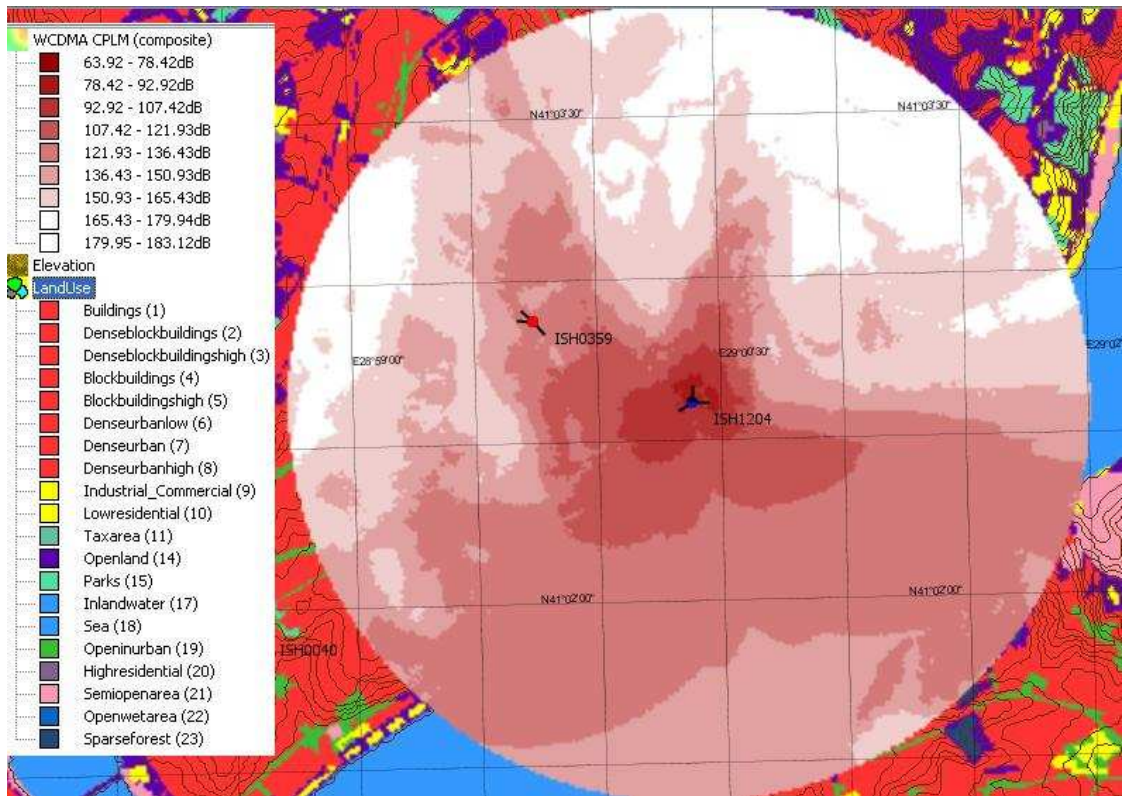 WCDMA CPLM (composite)
63.92 - 78.42dB
78.42 - 92.92dB
92.92 - 107.42dB
107.42 - 121.93dB
121.93 - 136.43dB
136.43 - 150.93dB
150.93 - 165.43dB
165.43 - 179.94dB
179.95 - 183.12dB
Elevation
LandUse
Buildings (1)
Denseblockbuildings (2)
Denseblockbuildingshigh (3)
Blockbuildings (4)
Blockbuildingshigh (5)
Denseurbanlow (6)
Denseurban (7)
Denseurbanhigh (8)
Industrial_Commercial (9)
Lowresidential (10)
Taxarea (11)
Openland (14)
Parks (15)
Inlandwater (17)
Sea (18)
Openinurban (19)
Highresidential (20)
Semiopenarea (21)
Openwetarea (22)
Sparseforest (23)
N41°03'30"
N41°03'30"
ISH0359
E28°59'00"
E29°00'30"
E29°02'
ISH1204
N41°02'00"
N41°02'00"
ISH0040